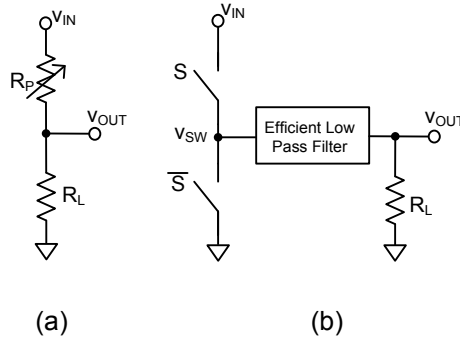 VIN
RP
VOUT
RL
(a)
VIN
S
VSW
Efficient Low
Pass Filter
VOUT
S̅
RL
(b)